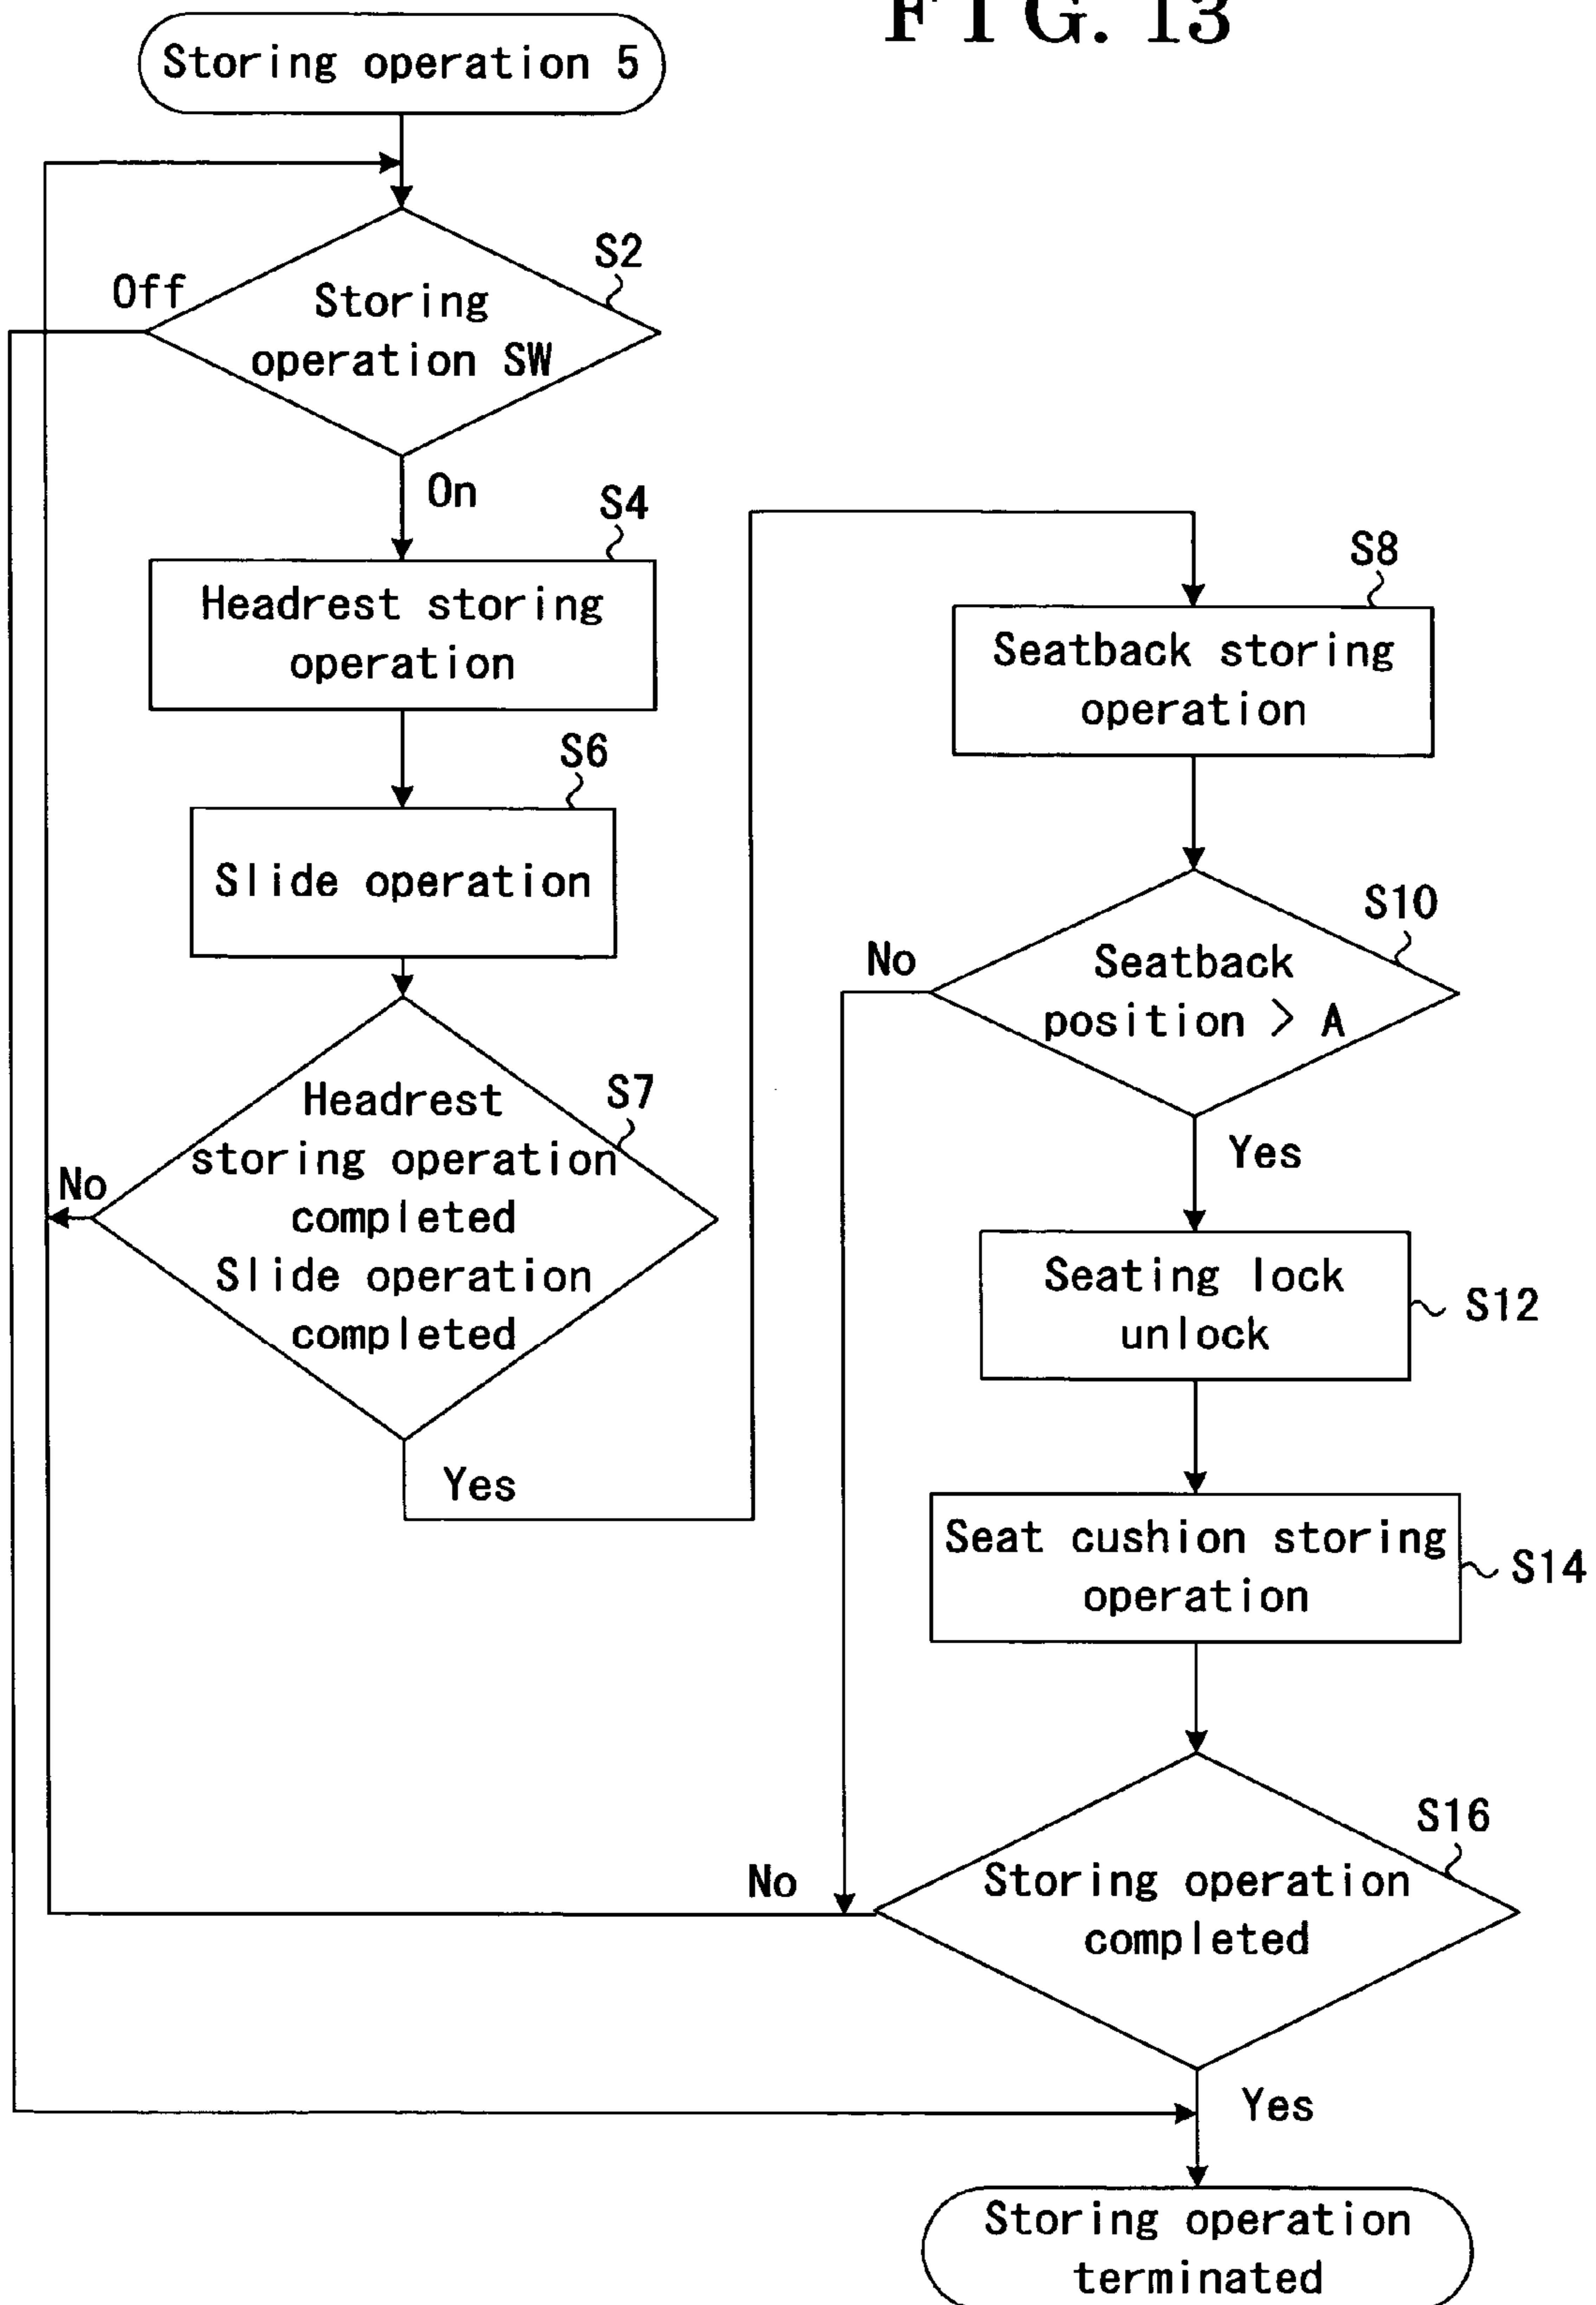 FIG. 13
Storing operation 5
S2
Off
Storing
operation SW
On
S4
Headrest storing
operation
S6
Slide operation
S7
Headrest
storing operation
completed
Slide operation
completed
No
Yes
S8
Seatback storing
operation
S10
No
Seatback
position > A
Yes
Seating lock
unlock
S12
Seat cushion storing
operation
S14
S16
No
Storing operation
completed
Yes
Storing operation
terminated